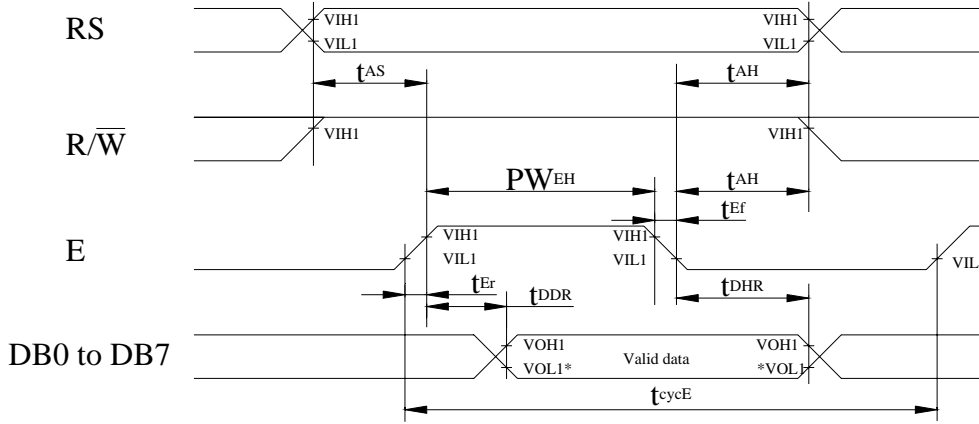 RS
VIH1
VIL1
VIH1
VIL1
tAS
tAH
R/W̅
VIH1
VIH1
PWEH
tAH
tEf
E
VIH1
VIL1
VIH1
VIL1
VIL
tEr
tDDR
tDHR
DB0 to DB7
VOH1
VOL1*
Valid data
VOH1
*VOL1
tcycE